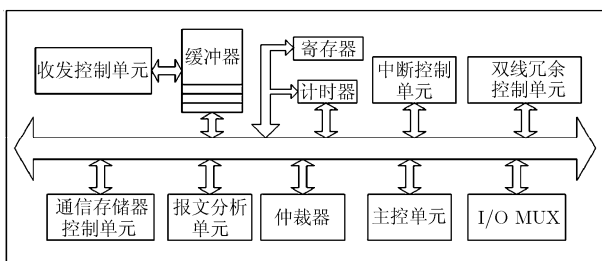 收发控制单元
缓冲器
寄存器
计时器
中断控制
单元
双线冗余
控制单元
通信存储器
控制单元
报文分析
单元
仲裁器
主控单元
I/O MUX